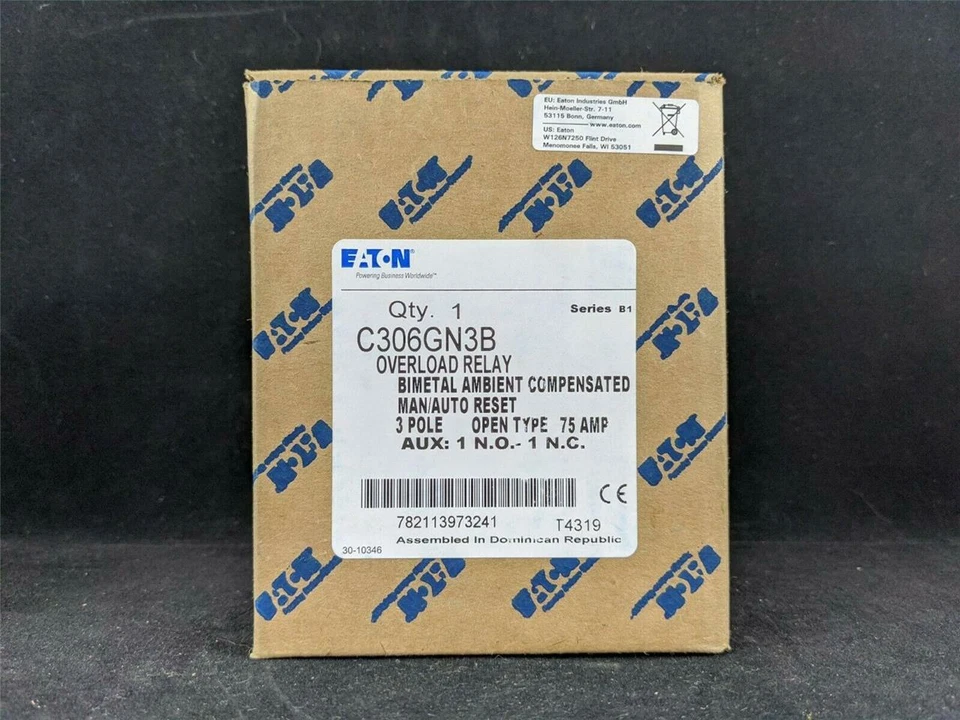 EU: Eaton Industries GmbH
Hein-Moeller-Str. 7-11
53115 Bonn, Germany
www.eaton.com
US: Eaton
W126N7250 Flint Drive
Menomonee Falls, WI 53051
EATON®
Powering Business Worldwide™
Qty. 1 Series B1
C306GN3B
OVERLOAD RELAY
BIMETAL AMBIENT COMPENSATED
MAN/AUTO RESET
3 POLE OPEN TYPE 75 AMP
AUX: 1 N.O.- 1 N.C.
CE
782113973241 T4319
Assembled In Dominican Republic
30-10346